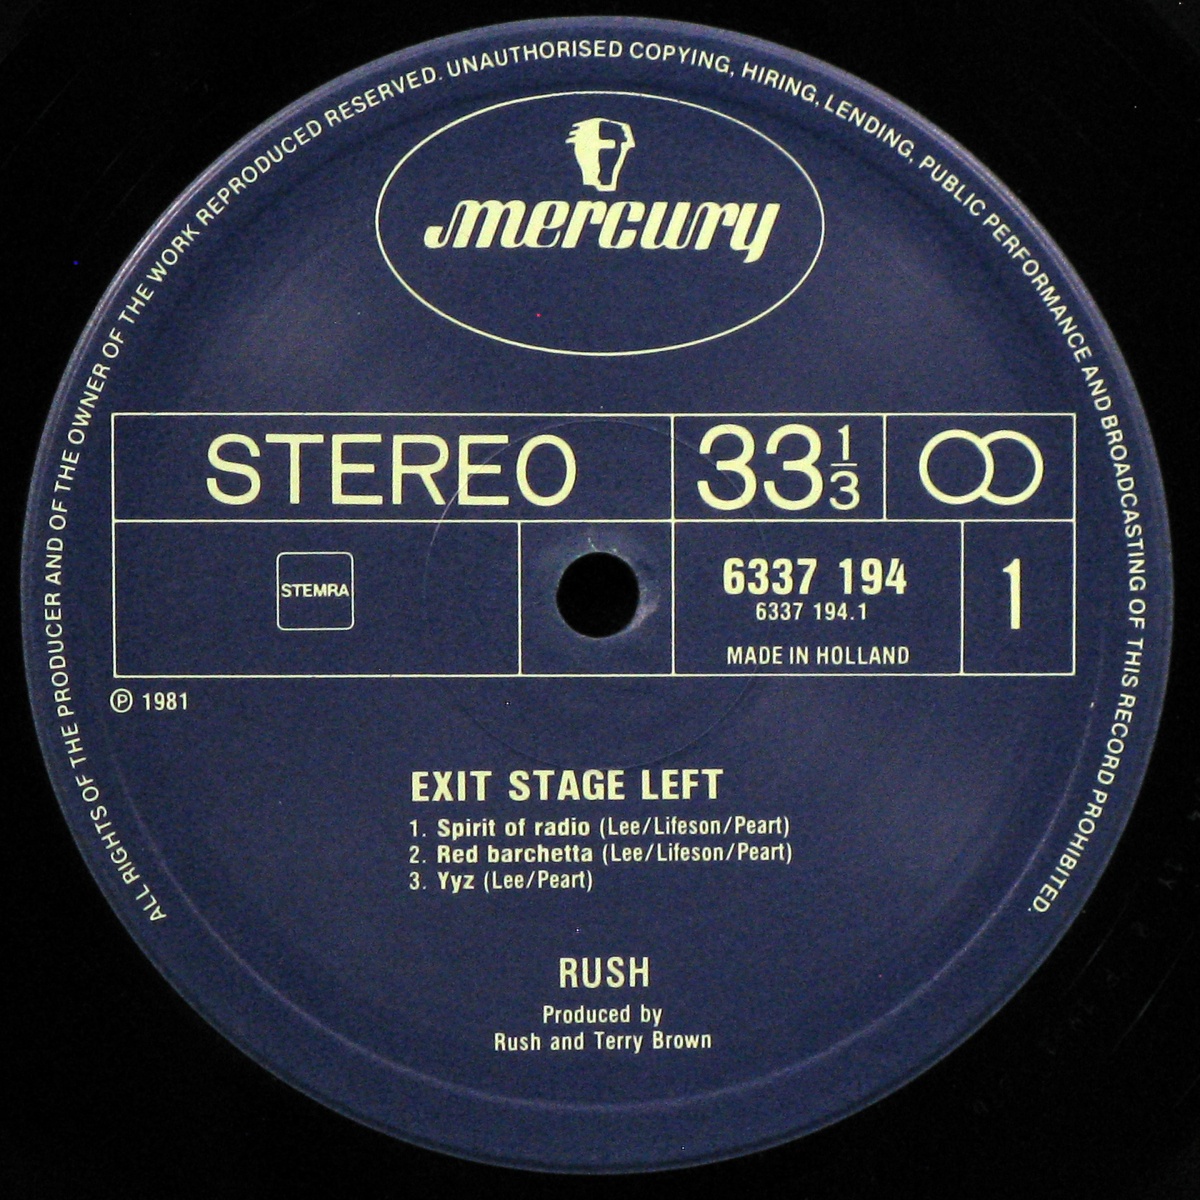 ALL RIGHTS OF THE PRODUCER AND OF THE OWNER OF THE WORK REPRODUCED RESERVED. UNAUTHORISED COPYING, HIRING, LENDING, PUBLIC PERFORMANCE AND BROADCASTING OF THIS RECORD PROHIBITED.
mercury
STEREO 33 1/3
STEMRA
6337 194 1
6337 194.1
MADE IN HOLLAND
Ⓟ 1981
EXIT STAGE LEFT
1. Spirit of radio (Lee/Lifeson/Peart)
2. Red barchetta (Lee/Lifeson/Peart)
3. Yyz (Lee/Peart)
RUSH
Produced by
Rush and Terry Brown